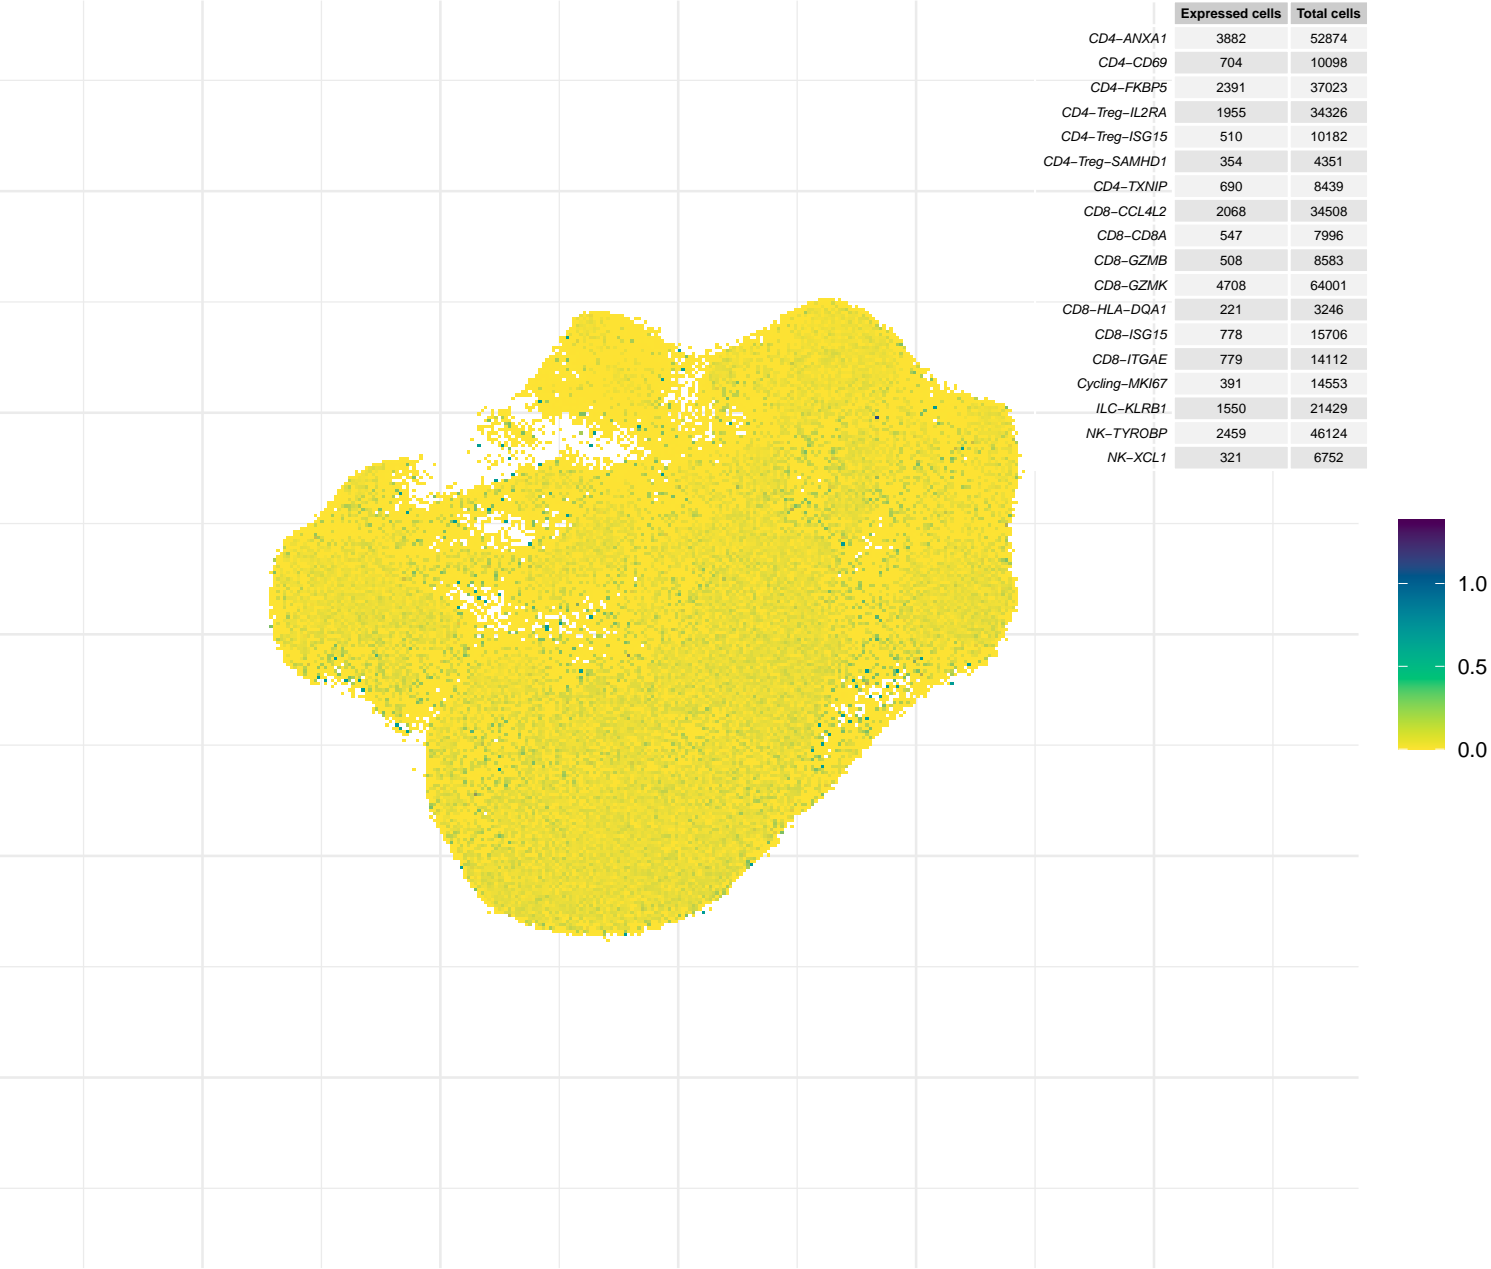 Expressed cells Total cells
CD4−ANXA1 3882 52874
CD4−CD69 704 10098
CD4−FKBP5 2391 37023
CD4−Treg−IL2RA 1955 34326
CD4−Treg−ISG15 510 10182
CD4−Treg−SAMHD1 354 4351
CD4−TXNIP 690 8439
CD8−CCL4L2 2068 34508
CD8−CD8A 547 7996
CD8−GZMB 508 8583
CD8−GZMK 4708 64001
CD8−HLA−DQA1 221 3246
CD8−ISG15 778 15706
CD8−ITGAE 779 14112
Cycling−MKI67 391 14553
ILC−KLRB1 1550 21429
NK−TYROBP 2459 46124
NK−XCL1 321 6752
1.0
0.5
0.0